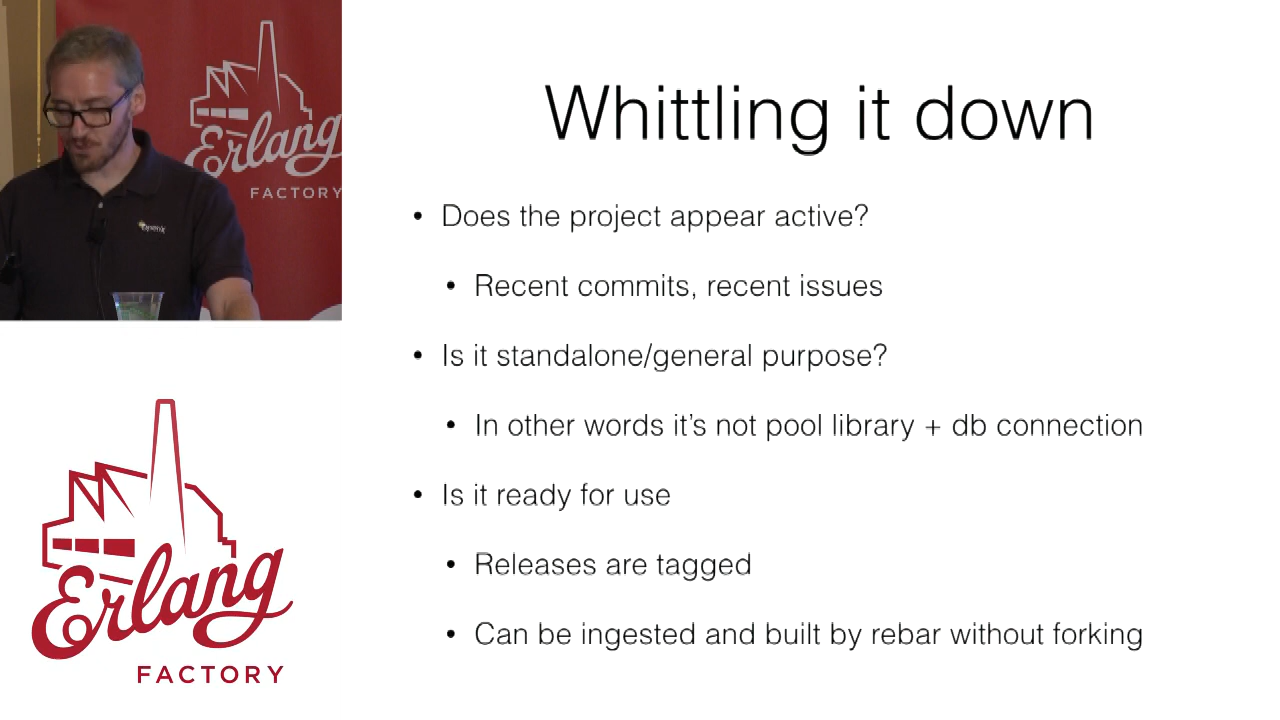 Erlang
FACTORY
Whittling it down
• Does the project appear active?
• Recent commits, recent issues
• Is it standalone/general purpose?
• In other words it's not pool library + db connection
• Is it ready for use
• Releases are tagged
• Can be ingested and built by rebar without forking
Erlang
FACTORY